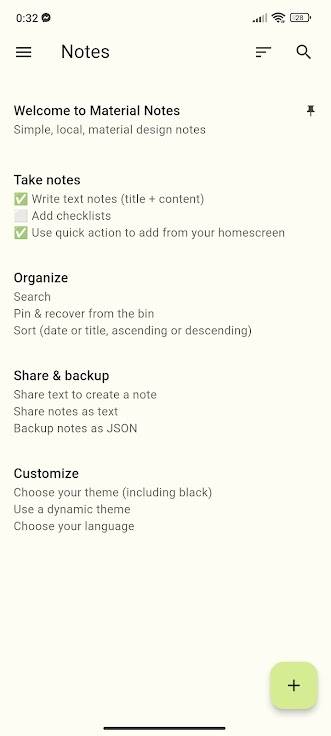 0:32 28
Notes
Welcome to Material Notes
Simple, local, material design notes
Take notes
✅ Write text notes (title + content)
⬜ Add checklists
✅ Use quick action to add from your homescreen
Organize
Search
Pin & recover from the bin
Sort (date or title, ascending or descending)
Share & backup
Share text to create a note
Share notes as text
Backup notes as JSON
Customize
Choose your theme (including black)
Use a dynamic theme
Choose your language